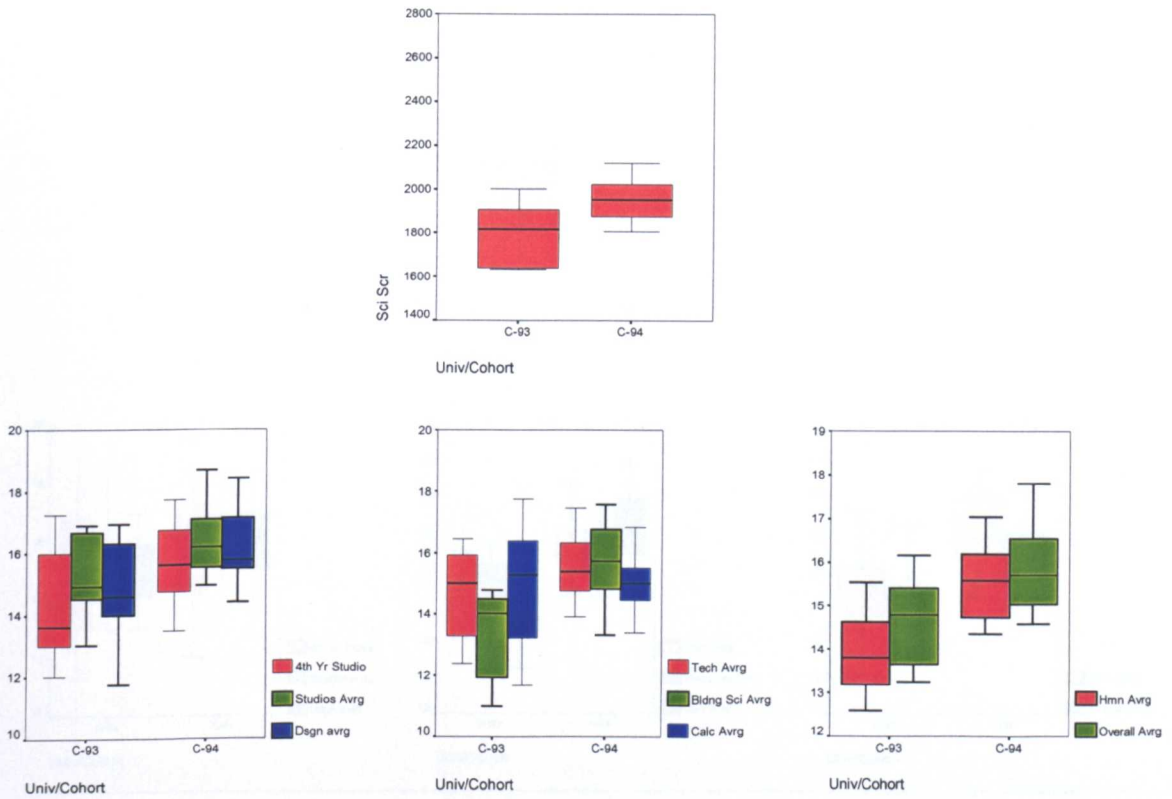 2800
2600
2400
2200
2000
1800
1600
1400
Sci Scr
C-93 C-94
Univ/Cohort
20
18
16
14
12
10
C-93 C-94
Univ/Cohort
4th Yr Studio
Studios Avrg
Dsgn avrg
20
18
16
14
12
10
C-93 C-94
Univ/Cohort
Tech Avrg
Bldng Sci Avrg
Calc Avrg
19
18
17
16
15
14
13
12
C-93 C-94
Univ/Cohort
Hmn Avrg
Overall Avrg